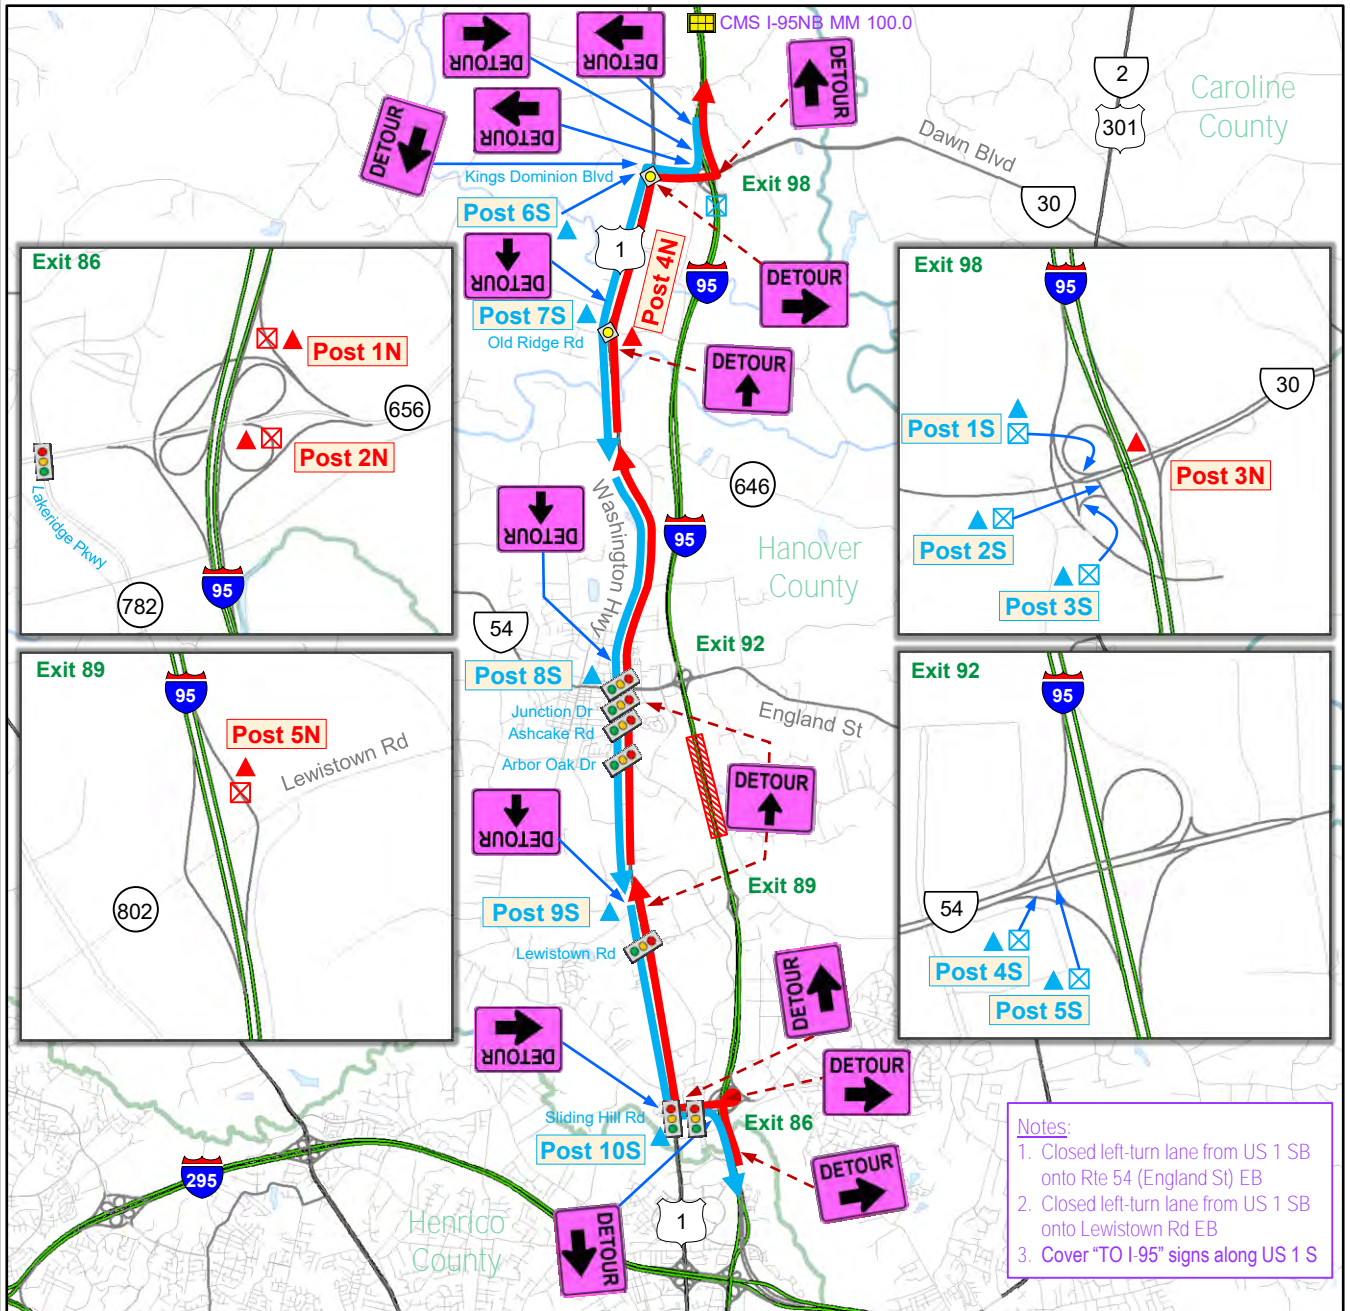 CMS I-95NB MM 100.0
DETOUR
DETOUR
DETOUR
DETOUR
DETOUR
2
301
Caroline
County
Dawn Blvd
30
Kings Dominion Blvd
Exit 98
Post 6S
1
Post 4N
95
DETOUR
DETOUR
Post 7S
Old Ridge Rd
DETOUR
Exit 86
Post 1N
656
Post 2N
Lakeridge Pkwy
95
782
Exit 98
95
30
Post 1S
Post 3N
Post 2S
Post 3S
646
Washington Hwy
DETOUR
95
Hanover
County
54
Exit 92
Post 8S
Junction Dr
Ashcake Rd
Arbor Oak Dr
England St
DETOUR
DETOUR
Exit 89
95
Post 5N
Lewistown Rd
802
Exit 92
95
54
Post 4S
Post 5S
Exit 89
Post 9S
Lewistown Rd
DETOUR
DETOUR
DETOUR
Sliding Hill Rd
Exit 86
Post 10S
DETOUR
295
1
DETOUR
Henrico
County
Notes:
1. Closed left-turn lane from US 1 SB
onto Rte 54 (England St) EB
2. Closed left-turn lane from US 1 SB
onto Lewistown Rd EB
3. Cover “TO I-95” signs along US 1 S